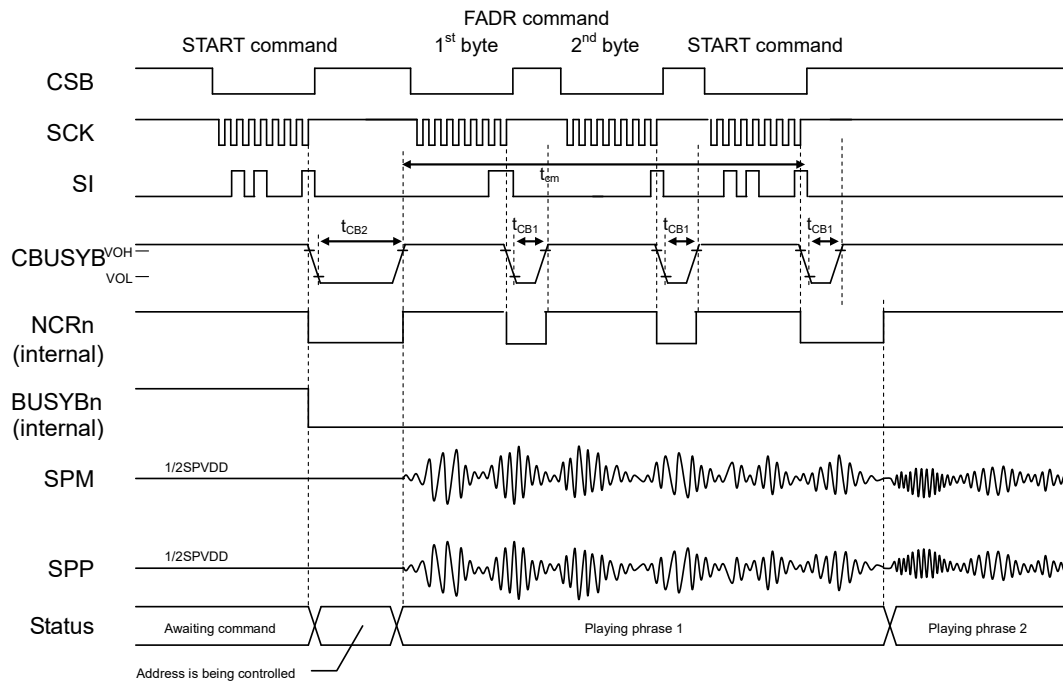 FADR command
START command 1st byte 2nd byte START command
CSB
SCK
SI
tcm
tCB2 tCB1 tCB1 tCB1
CBUSYB VOH
VOL
NCRn
(internal)
BUSYBn
(internal)
SPM 1/2SPVDD
SPP 1/2SPVDD
Status Awaiting command Playing phrase 1 Playing phrase 2
Address is being controlled